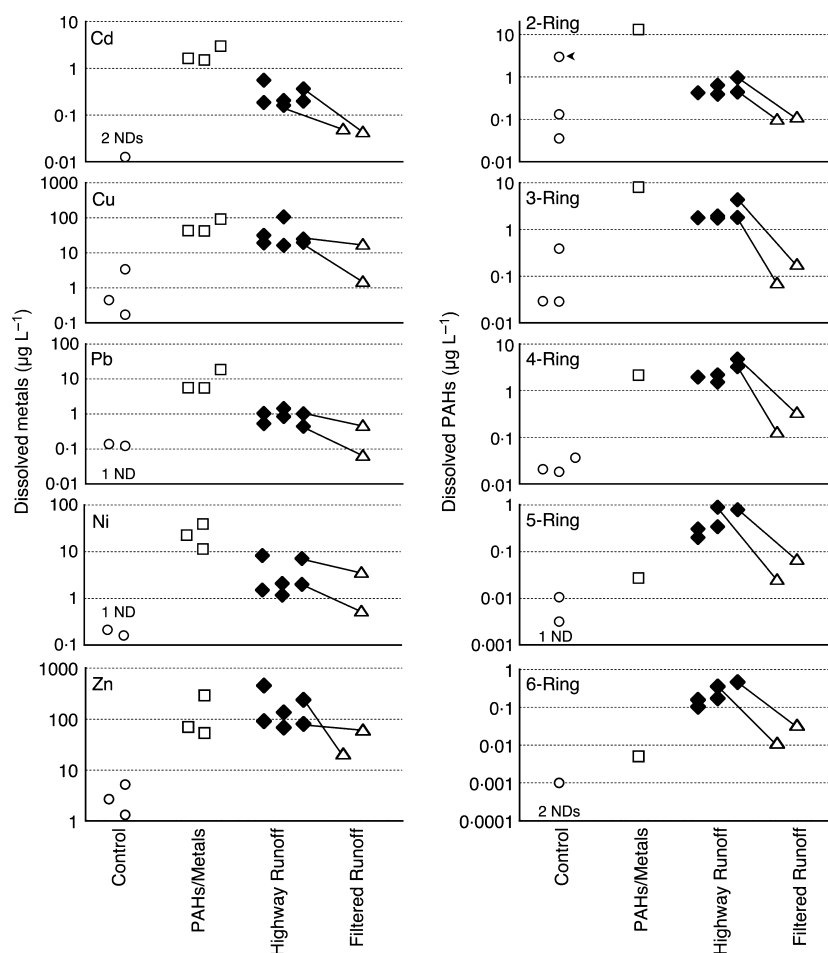 Dissolved metals (µg L⁻¹)
Cd
10
1
0·1
0·01
2 NDs
Cu
1000
100
10
1
0·1
Pb
100
10
1
0·1
0·01
1 ND
Ni
100
10
1
0·1
1 ND
Zn
1000
100
10
1
Control
PAHs/Metals
Highway Runoff
Filtered Runoff
Dissolved PAHs (µg L⁻¹)
2-Ring
10
1
0·1
0·01
3-Ring
10
1
0·1
0·01
4-Ring
10
1
0·1
0·01
5-Ring
1
0·1
0·01
0·001
1 ND
6-Ring
1
0·1
0·01
0·001
0·0001
2 NDs
Control
PAHs/Metals
Highway Runoff
Filtered Runoff